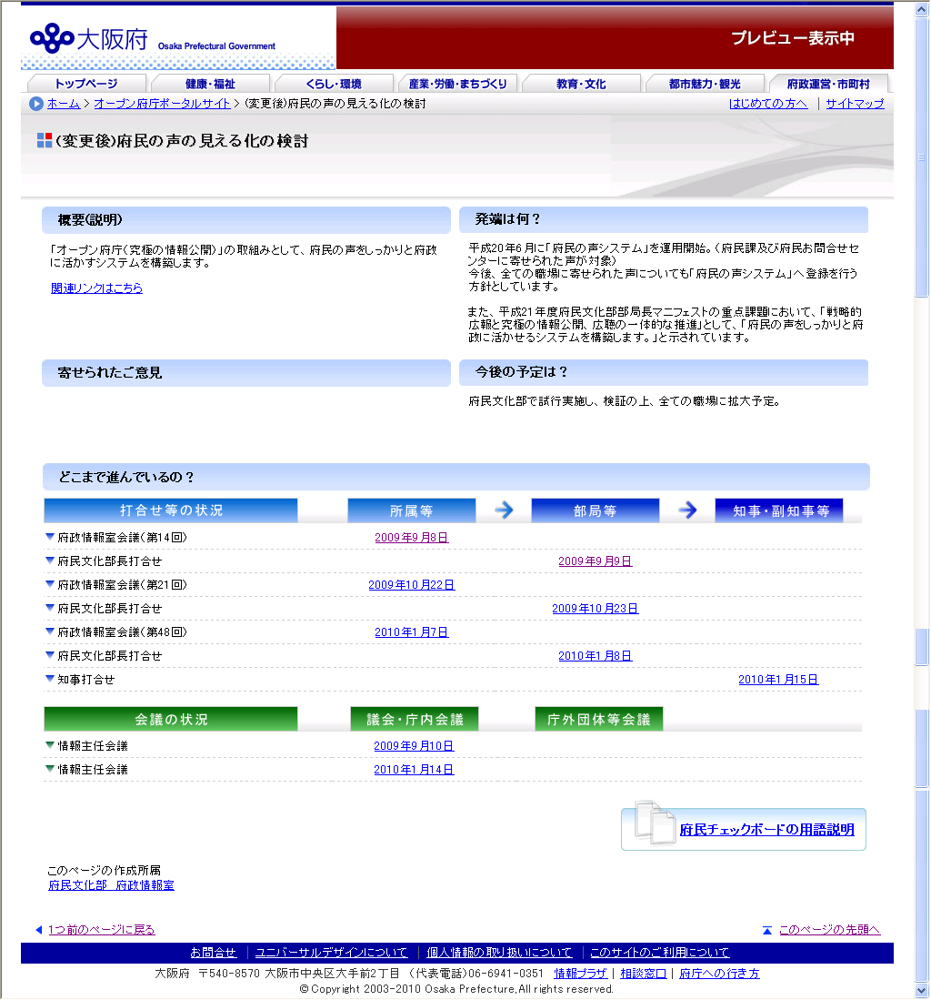 大阪府 Osaka Prefectural Government
プレビュー表示中
トップページ 健康・福祉 くらし・環境 産業・労働・まちづくり 教育・文化 都市魅力・観光 府政運営・市町村
ホーム > オープン府庁ポータルサイト > (変更後)府民の声の見える化の検討 はじめての方へ | サイトマップ
(変更後)府民の声の見える化の検討
概要(説明)
「オープン府庁(究極の情報公開)」の取組みとして、府民の声をしっかりと府政
に活かすシステムを構築します。
関連リンクはこちら
発端は何？
平成20年6月に「府民の声システム」を運用開始。(府民課及び府民お問合せセ
ンターに寄せられた声が対象)
今後、全ての職場に寄せられた声についても「府民の声システム」へ登録を行う
方針としています。
また、平成21年度府民文化部部局長マニフェストの重点課題において、「戦略的
広報と究極の情報公開、広聴の一体的な推進」として、「府民の声をしっかりと府
政に活かせるシステムを構築します。」と示されています。
寄せられたご意見
今後の予定は？
府民文化部で試行実施し、検証の上、全ての職場に拡大予定。
どこまで進んでいるの？
打合せ等の状況 所属等 部局等 知事・副知事等
府政情報室会議(第14回) 2009年9月8日
府民文化部長打合せ 2009年9月9日
府政情報室会議(第21回) 2009年10月22日
府民文化部長打合せ 2009年10月23日
府政情報室会議(第48回) 2010年1月7日
府民文化部長打合せ 2010年1月8日
知事打合せ 2010年1月15日
会議の状況 議会・庁内会議 庁外団体等会議
情報主任会議 2009年9月10日
情報主任会議 2010年1月14日
府民チェックボードの用語説明
このページの作成所属
府民文化部 府政情報室
1つ前のページに戻る このページの先頭へ
お問合せ | ユニバーサルデザインについて | 個人情報の取り扱いについて | このサイトのご利用について
大阪府 〒540-8570 大阪市中央区大手前2丁目 (代表電話)06-6941-0351 情報プラザ | 相談窓口 | 府庁への行き方
© Copyright 2003-2010 Osaka Prefecture,All rights reserved.